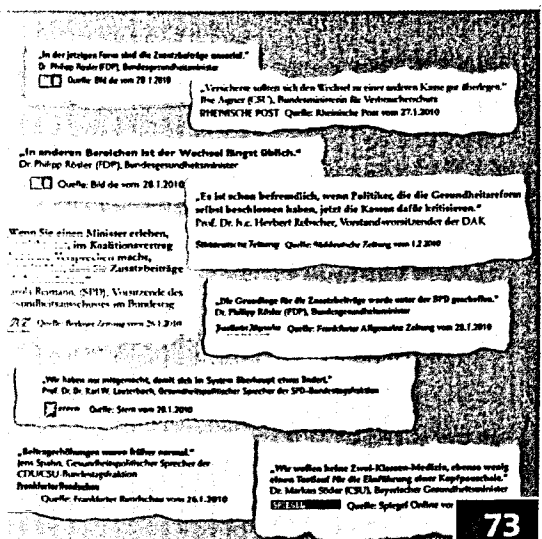 „In der jetzigen Form sind die Zusatzbeiträge unsozial.“
Dr. Philipp Rösler (FDP), Bundesgesundheitsminister
Quelle: Bild.de vom 28.1.2010
„Versicherte sollten sich den Wechsel zu einer anderen Kasse gut überlegen.“
Ilse Aigner (CSU), Bundesministerin für Verbraucherschutz
RHEINISCHE POST Quelle: Rheinische Post vom 27.1.2010
„In anderen Bereichen ist der Wechsel längst üblich.“
Dr. Philipp Rösler (FDP), Bundesgesundheitsminister
Quelle: Bild.de vom 28.1.2010
„Es ist schon befremdlich, wenn Politiker, die die Gesundheitsreform
selbst beschlossen haben, jetzt die Kassen dafür kritisieren.“
Prof. Dr. h.c. Herbert Rebscher, Vorstandsvorsitzender der DAK
Süddeutsche Zeitung Quelle: Süddeutsche Zeitung vom 1.2.2010
Wenn Sie einen Minister erleben,
im Koalitionsvertrag
Versprechen macht,
Zusatzbeiträge
Reimann, (SPD), Vorsitzende des
Gesundheitsausschusses im Bundestag
Quelle: Berliner Zeitung vom 26.1.2010
„Die Grundlage für die Zusatzbeiträge wurde unter der SPD geschaffen.“
Dr. Philipp Rösler (FDP), Bundesgesundheitsminister
Frankfurter Allgemeine Quelle: Frankfurter Allgemeine Zeitung vom 28.1.2010
„Wir haben nur mitgemacht, damit sich im System überhaupt etwas ändert.“
Prof. Dr. Dr. Karl W. Lauterbach, Gesundheitspolitischer Sprecher der SPD-Bundestagsfraktion
stern Quelle: Stern vom 28.1.2010
„Beitragserhöhungen waren früher normal.“
Jens Spahn, Gesundheitspolitischer Sprecher der
CDU/CSU-Bundestagsfraktion
Frankfurter Rundschau
Quelle: Frankfurter Rundschau vom 26.1.2010
„Wir wollen keine Zwei-Klassen-Medizin, ebenso wenig
einen Testlauf für die Einführung einer Kopfpauschale.“
Dr. Markus Söder (CSU), Bayerischer Gesundheitsminister
SPIEGEL Quelle: Spiegel Online vo
73